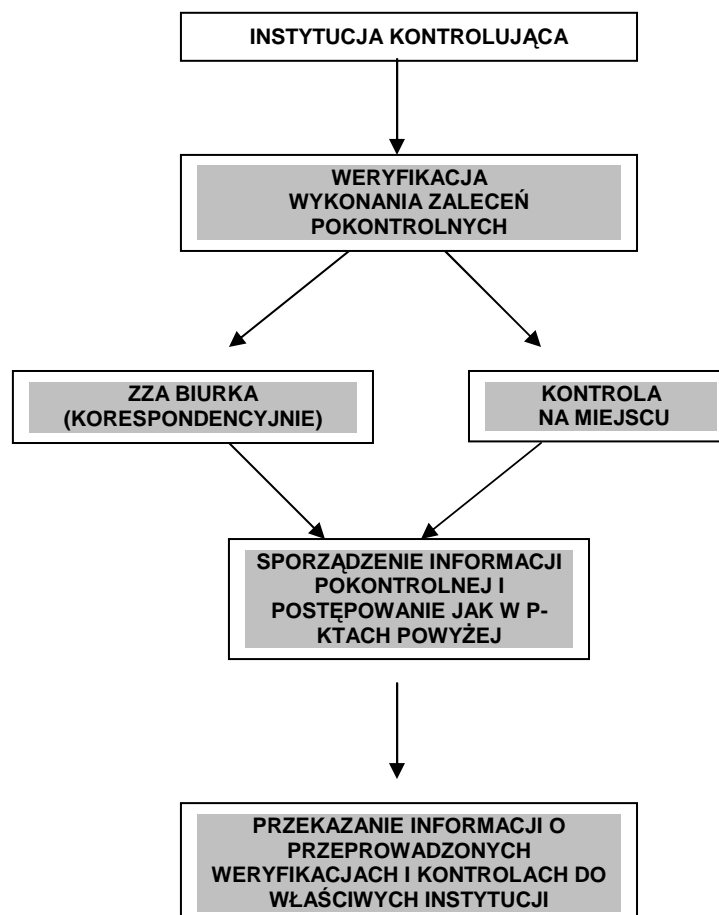 INSTYTUCJA KONTROLUJĄCA
WERYFIKACJA
WYKONANIA ZALECEŃ
POKONTROLNYCH
ZZA BIURKA
(KORESPONDENCYJNIE)
KONTROLA
NA MIEJSCU
SPORZĄDZENIE INFORMACJI
POKONTROLNEJ I
POSTĘPOWANIE JAK W P-
KTACH POWYŻEJ
PRZEKAZANIE INFORMACJI O
PRZEPROWADZONYCH
WERYFIKACJACH I KONTROLACH DO
WŁAŚCIWYCH INSTYTUCJI